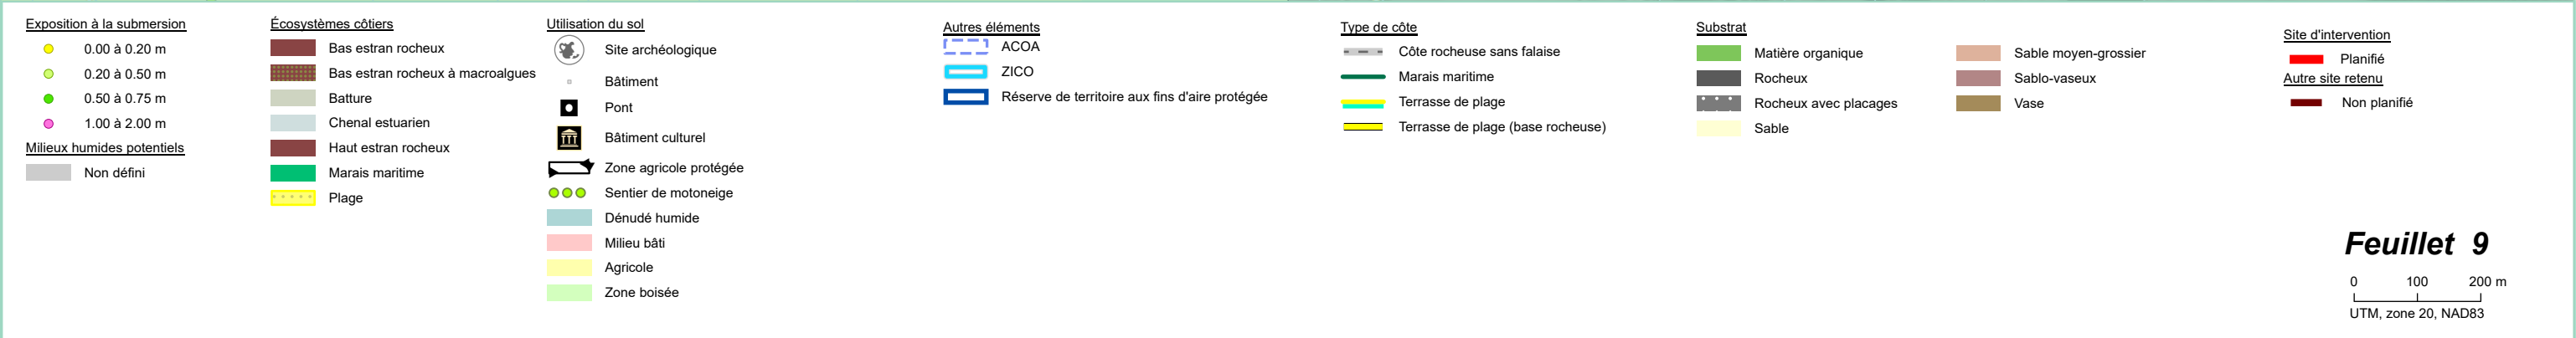 Exposition à la submersion
0.00 à 0.20 m
0.20 à 0.50 m
0.50 à 0.75 m
1.00 à 2.00 m
Milieux humides potentiels
Non défini
Écosystèmes côtiers
Bas estran rocheux
Bas estran rocheux à macroalgues
Batture
Chenal estuarien
Haut estran rocheux
Marais maritime
Plage
Utilisation du sol
Site archéologique
Bâtiment
Pont
Bâtiment culturel
Zone agricole protégée
Sentier de motoneige
Dénudé humide
Milieu bâti
Agricole
Zone boisée
Autres éléments
ACOA
ZICO
Réserve de territoire aux fins d'aire protégée
Type de côte
Côte rocheuse sans falaise
Marais maritime
Terrasse de plage
Terrasse de plage (base rocheuse)
Substrat
Matière organique
Rocheux
Rocheux avec placages
Sable
Sable moyen-grossier
Sablo-vaseux
Vase
Site d'intervention
Planifié
Autre site retenu
Non planifié
Feuillet 9
0 100 200 m
UTM, zone 20, NAD83